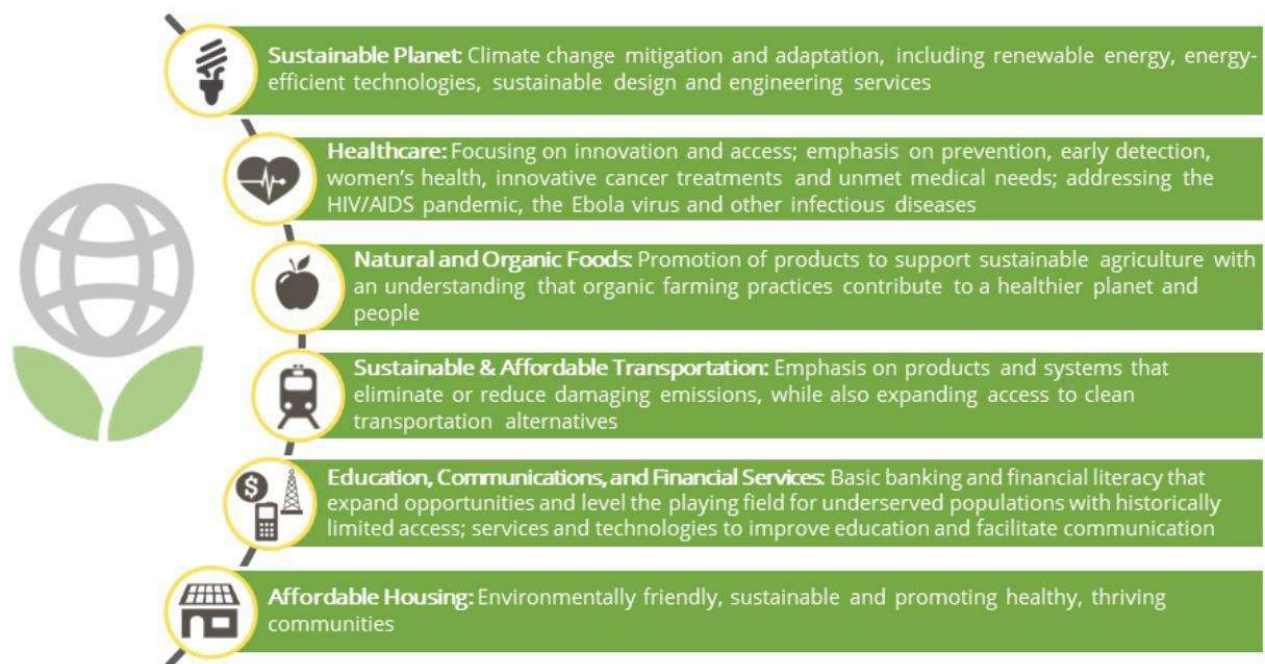 Sustainable Planet: Climate change mitigation and adaptation, including renewable energy, energy-
efficient technologies, sustainable design and engineering services
Healthcare: Focusing on innovation and access; emphasis on prevention, early detection,
women's health, innovative cancer treatments and unmet medical needs; addressing the
HIV/AIDS pandemic, the Ebola virus and other infectious diseases
Natural and Organic Foods: Promotion of products to support sustainable agriculture with
an understanding that organic farming practices contribute to a healthier planet and
people
Sustainable & Affordable Transportation: Emphasis on products and systems that
eliminate or reduce damaging emissions, while also expanding access to clean
transportation alternatives
$
Education, Communications, and Financial Services: Basic banking and financial literacy that
expand opportunities and level the playing field for underserved populations with historically
limited access; services and technologies to improve education and facilitate communication
Affordable Housing: Environmentally friendly, sustainable and promoting healthy, thriving
communities